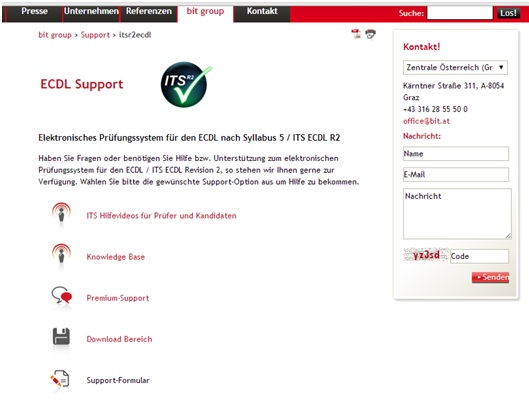 Presse Unternehmen Referenzen bit group Kontakt Suche: Los!
bit group > Support > itsr2ecdl
ECDL Support
ITS R2
Elektronisches Prüfungssystem für den ECDL nach Syllabus 5 / ITS ECDL R2
Haben Sie Fragen oder benötigen Sie Hilfe bzw. Unterstützung zum elektronischen
Prüfungssystem für den ECDL / ITS ECDL Revision 2, so stehen wir Ihnen gerne zur
Verfügung. Wählen Sie bitte die gewünschte Support-Option aus um Hilfe zu bekommen.
ITS Hilfevideos für Prüfer und Kandidaten
Knowledge Base
Premium-Support
Download Bereich
Support-Formular
Kontakt!
Zentrale Österreich (Gr
Kärntner Straße 311, A-8054
Graz
+43 316 28 55 50 0
office@bit.at
Nachricht:
Name
E-Mail
Nachricht
yz3sd Code
Senden